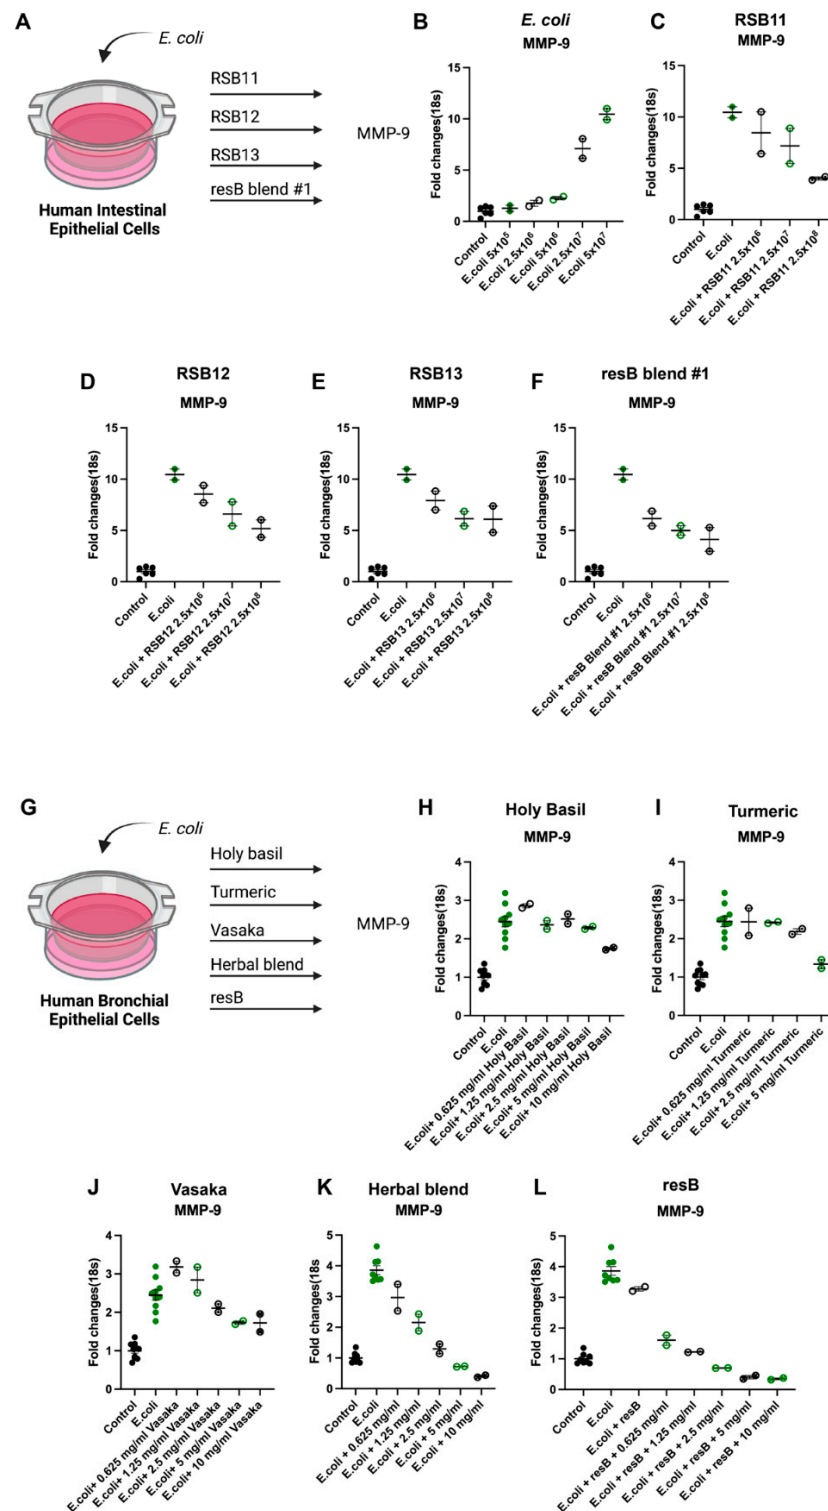 A
E. coli
RSB11
RSB12
RSB13
resB blend #1
MMP-9
Human Intestinal
Epithelial Cells
B
E. coli
MMP-9
Fold changes(18s)
15
10
5
0
Control
E.coli 5x10⁵
E.coli 2.5x10⁶
E.coli 5x10⁶
E.coli 2.5x10⁷
E.coli 5x10⁷
C
RSB11
MMP-9
Fold changes(18s)
15
10
5
0
Control
E.coli
E.coli + RSB11 2.5x10⁶
E.coli + RSB11 2.5x10⁷
E.coli + RSB11 2.5x10⁸
D
RSB12
MMP-9
Fold changes(18s)
15
10
5
0
Control
E.coli
E.coli + RSB12 2.5x10⁶
E.coli + RSB12 2.5x10⁷
E.coli + RSB12 2.5x10⁸
E
RSB13
MMP-9
Fold changes(18s)
15
10
5
0
Control
E.coli
E.coli + RSB13 2.5x10⁶
E.coli + RSB13 2.5x10⁷
E.coli + RSB13 2.5x10⁸
F
resB blend #1
MMP-9
Fold changes(18s)
15
10
5
0
Control
E.coli
E.coli + resB Blend #1 2.5x10⁶
E.coli + resB Blend #1 2.5x10⁷
E.coli + resB Blend #1 2.5x10⁸
G
E. coli
Holy basil
Turmeric
Vasaka
Herbal blend
resB
MMP-9
Human Bronchial
Epithelial Cells
H
Holy Basil
MMP-9
Fold changes(18s)
4
3
2
1
0
Control
E.coli
E.coli+ 0.625 mg/ml Holy Basil
E.coli+ 1.25 mg/ml Holy Basil
E.coli+ 2.5 mg/ml Holy Basil
E.coli+ 5 mg/ml Holy Basil
E.coli+ 10 mg/ml Holy Basil
I
Turmeric
MMP-9
Fold changes(18s)
4
3
2
1
0
Control
E.coli
E.coli+ 0.625 mg/ml Turmeric
E.coli+ 1.25 mg/ml Turmeric
E.coli+ 2.5 mg/ml Turmeric
E.coli+ 5 mg/ml Turmeric
J
Vasaka
MMP-9
Fold changes(18s)
4
3
2
1
0
Control
E.coli
E.coli+ 0.625 mg/ml Vasaka
E.coli+ 1.25 mg/ml Vasaka
E.coli+ 2.5 mg/ml Vasaka
E.coli+ 5 mg/ml Vasaka
E.coli+ 10 mg/ml Vasaka
K
Herbal blend
MMP-9
Fold changes(18s
5
4
3
2
1
0
Control
E.coli
E.coli + 0.625 mg/ml
E.coli + 1.25 mg/ml
E.coli + 2.5 mg/ml
E.coli + 5 mg/ml
E.coli + 10 mg/ml
L
resB
MMP-9
Fold changes(18s)
5
4
3
2
1
0
Control
E.coli
E.coli + resB
E.coli + resB + 0.625 mg/ml
E.coli + resB + 1.25 mg/ml
E.coli + resB + 2.5 mg/ml
E.coli + resB + 5 mg/ml
E.coli + resB + 10 mg/ml